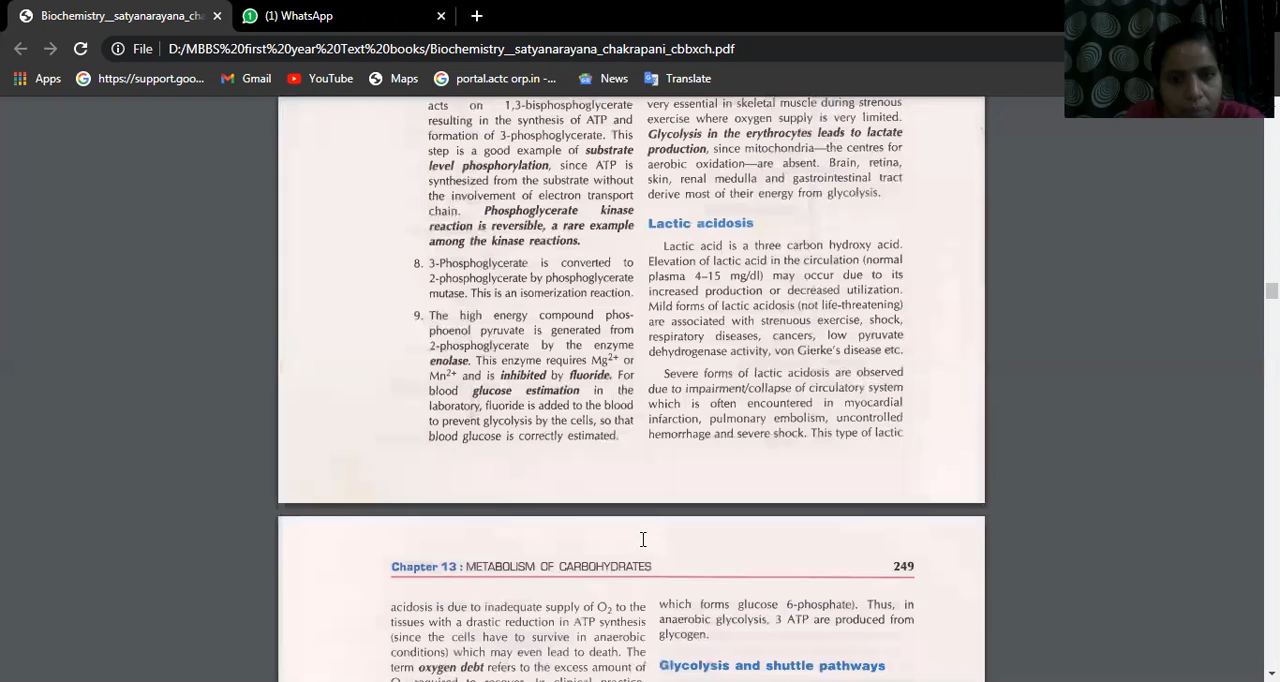 Biochemistry__satyanarayana_cha
(1) WhatsApp
File
D:/MBBS%20first%20year%20Text%20books/Biochemistry_satyanarayana_chakrapani_cbbxch.pdf
Apps
https://support.goo...
Gmail
YouTube
Maps
portal.actc orp.in -...
News
Translate
acts on 1,3-bisphosphoglycerate
resulting in the synthesis of ATP and
formation of 3-phosphoglycerate. This
step is a good example of substrate
level phosphorylation, since ATP is
synthesized from the substrate without
the involvement of electron transport
chain. Phosphoglycerate kinase
reaction is reversible, a rare example
among the kinase reactions.
8. 3-Phosphoglycerate is converted to
2-phosphoglycerate by phosphoglycerate
mutase. This is an isomerization reaction.
9. The high energy compound phos-
phoenol pyruvate is generated from
2-phosphoglycerate by the enzyme
enolase. This enzyme requires Mg2+ or
Mn2+ and is inhibited by fluoride. For
blood glucose estimation in the
laboratory, fluoride is added to the blood
to prevent glycolysis by the cells, so that
blood glucose is correctly estimated.
very essential in skeletal muscle during strenous
exercise where oxygen supply is very limited.
Glycolysis in the erythrocytes leads to lactate
production, since mitochondria—the centres for
aerobic oxidation—are absent. Brain, retina,
skin, renal medulla and gastrointestinal tract
derive most of their energy from glycolysis.
Lactic acidosis
Lactic acid is a three carbon hydroxy acid.
Elevation of lactic acid in the circulation (normal
plasma 4–15 mg/dl) may occur due to its
increased production or decreased utilization.
Mild forms of lactic acidosis (not life-threatening)
are associated with strenuous exercise, shock,
respiratory diseases, cancers, low pyruvate
dehydrogenase activity, von Gierke's disease etc.
Severe forms of lactic acidosis are observed
due to impairment/collapse of circulatory system
which is often encountered in myocardial
infarction, pulmonary embolism, uncontrolled
hemorrhage and severe shock. This type of lactic
Chapter 13 : METABOLISM OF CARBOHYDRATES
249
acidosis is due to inadequate supply of O2 to the
tissues with a drastic reduction in ATP synthesis
(since the cells have to survive in anaerobic
conditions) which may even lead to death. The
term oxygen debt refers to the excess amount of
O2 required to recover. In clinical practice,
which forms glucose 6-phosphate). Thus, in
anaerobic glycolysis, 3 ATP are produced from
glycogen.
Glycolysis and shuttle pathways